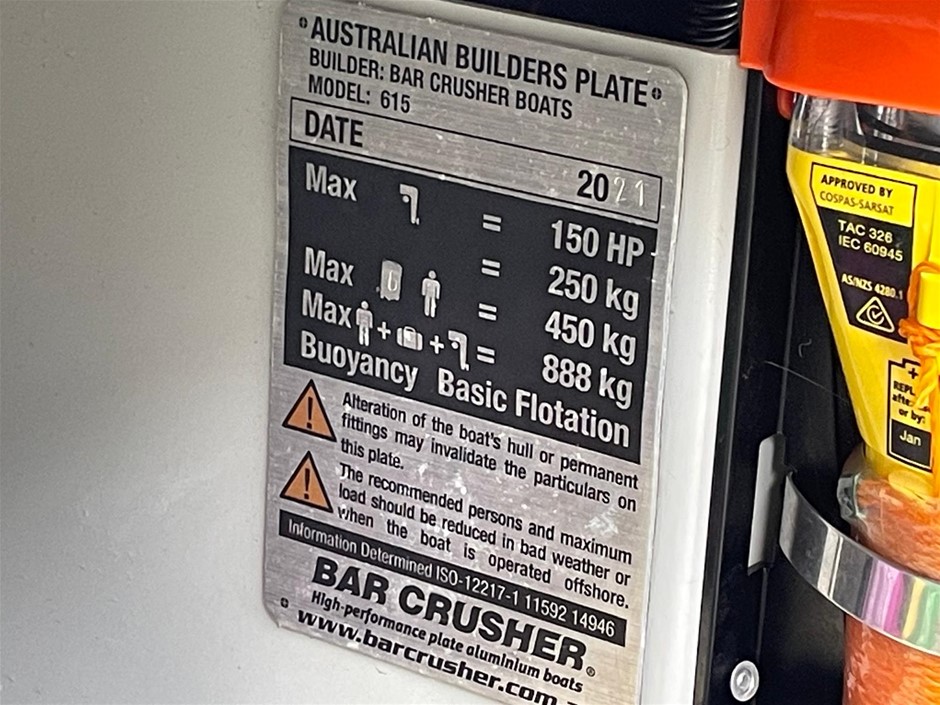 AUSTRALIAN BUILDERS PLATE
BUILDER: BAR CRUSHER BOATS
MODEL: 615
DATE
2021
Max = 150 HP
= 250 kg
Max 6 = 450 kg
Max + + = 888 kg
Buoyancy Basic Flotation
Alteration of the boat's hull or permanent
fittings may invalidate the particulars on
this plate.
The recommended persons and maximum
load should be reduced in bad weather or
when the boat is operated offshore.
Information Determined ISO-12217-1 11592 14946
BAR CRUSHER®
High-performance plate aluminium boats
www.barcrusher.com
APPROVED BY
COSPAS-SARSAT
TAC 326
IEC 60945
AS/NZS 4280.1
or by:
Jan